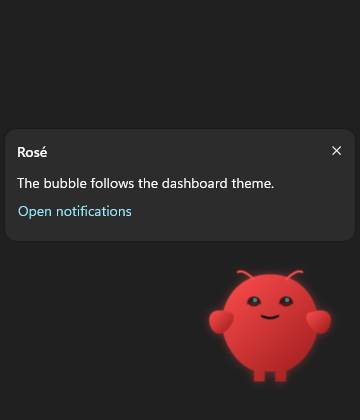 Rosé
The bubble follows the dashboard theme.
Open notifications